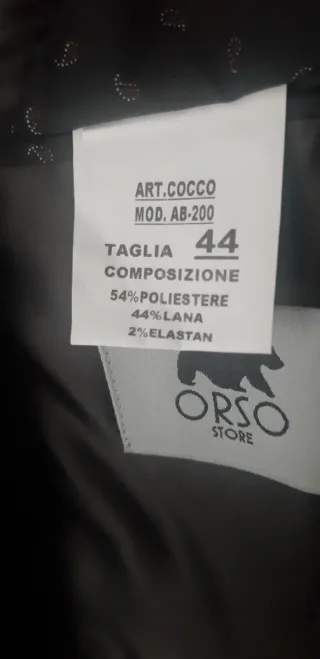 ART.COCCO
MOD. AB-200
TAGLIA 44
COMPOSIZIONE
54%POLIESTERE
44%LANA
2%ELASTAN
ORSO
STORE